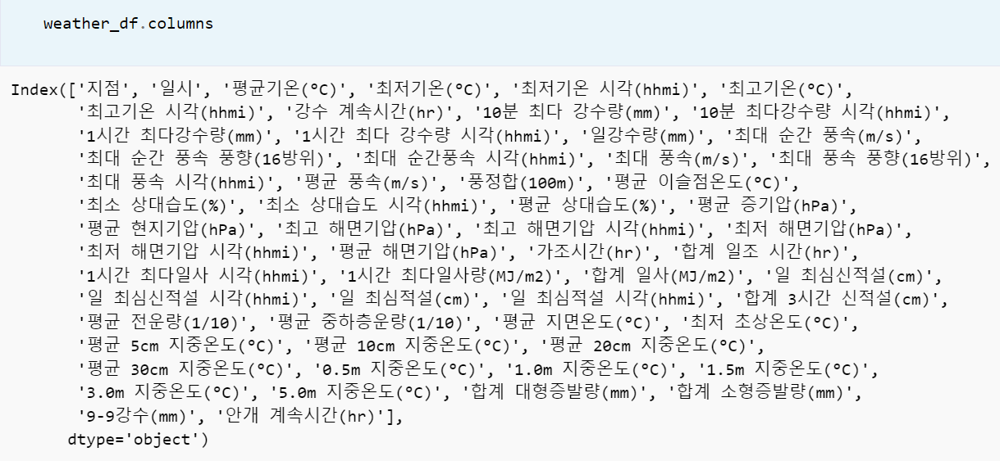 weather_df.columns
Index(['지점', '일시', '평균기온(°C)', '최저기온(°C)', '최저기온 시각(hhmi)', '최고기온(°C)',
'최고기온 시각(hhmi)', '강수 계속시간(hr)', '10분 최다 강수량(mm)', '10분 최다강수량 시각(hhmi)',
'1시간 최다강수량(mm)', '1시간 최다 강수량 시각(hhmi)', '일강수량(mm)', '최대 순간 풍속(m/s)',
'최대 순간 풍속 풍향(16방위)', '최대 순간풍속 시각(hhmi)', '최대 풍속(m/s)', '최대 풍속 풍향(16방위)',
'최대 풍속 시각(hhmi)', '평균 풍속(m/s)', '풍정합(100m)', '평균 이슬점온도(°C)',
'최소 상대습도(%)', '최소 상대습도 시각(hhmi)', '평균 상대습도(%)', '평균 증기압(hPa)',
'평균 현지기압(hPa)', '최고 해면기압(hPa)', '최고 해면기압 시각(hhmi)', '최저 해면기압(hPa)',
'최저 해면기압 시각(hhmi)', '평균 해면기압(hPa)', '가조시간(hr)', '합계 일조 시간(hr)',
'1시간 최다일사 시각(hhmi)', '1시간 최다일사량(MJ/m2)', '합계 일사(MJ/m2)', '일 최심신적설(cm)',
'일 최심신적설 시각(hhmi)', '일 최심적설(cm)', '일 최심적설 시각(hhmi)', '합계 3시간 신적설(cm)',
'평균 전운량(1/10)', '평균 중하층운량(1/10)', '평균 지면온도(°C)', '최저 초상온도(°C)',
'평균 5cm 지중온도(°C)', '평균 10cm 지중온도(°C)', '평균 20cm 지중온도(°C)',
'평균 30cm 지중온도(°C)', '0.5m 지중온도(°C)', '1.0m 지중온도(°C)', '1.5m 지중온도(°C)',
'3.0m 지중온도(°C)', '5.0m 지중온도(°C)', '합계 대형증발량(mm)', '합계 소형증발량(mm)',
'9-9강수(mm)', '안개 계속시간(hr)'],
dtype='object')